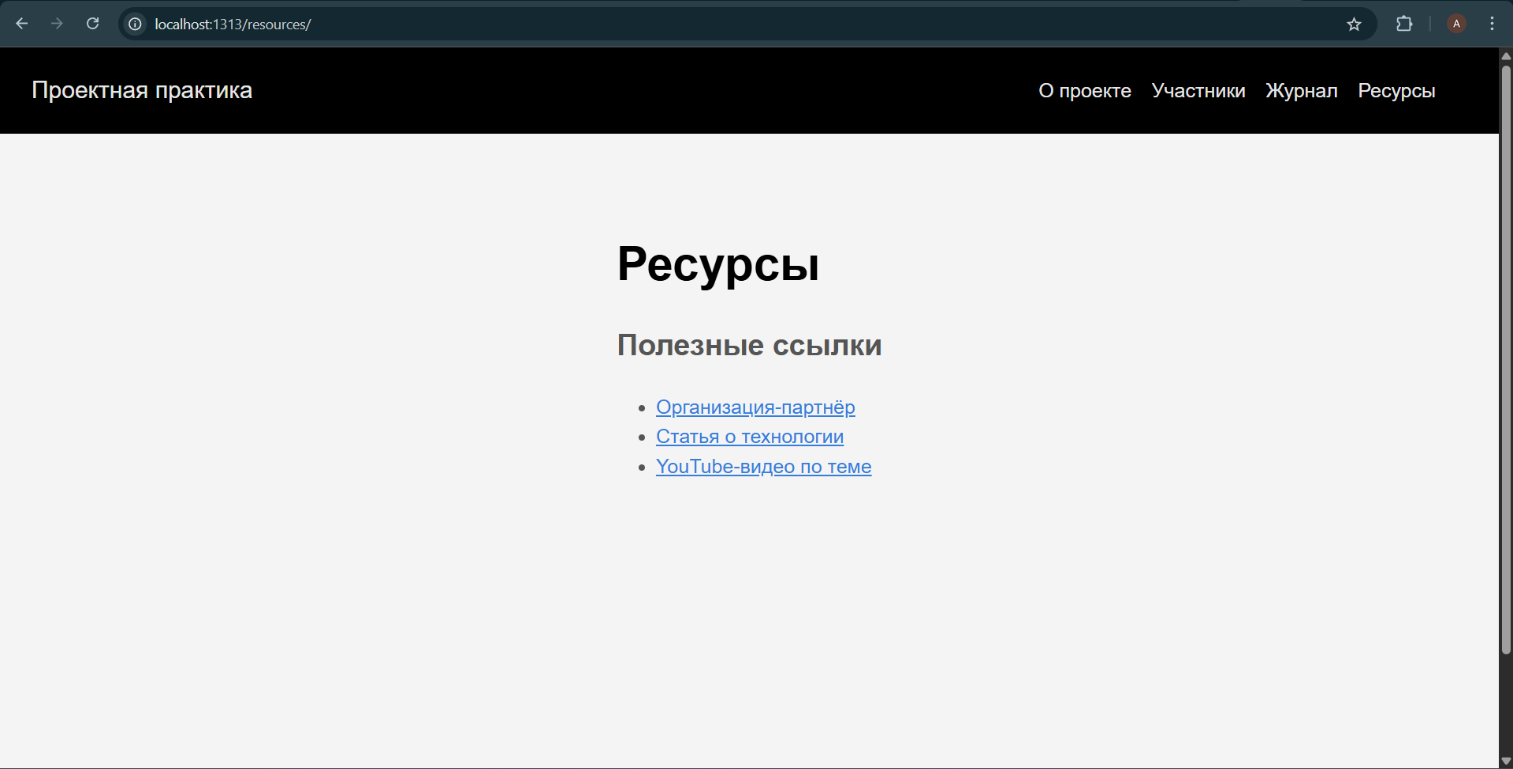 localhost:1313/resources/
A
Проектная практика
О проекте Участники Журнал Ресурсы
Ресурсы
Полезные ссылки
Организация-партнёр
Статья о технологии
YouTube-видео по теме